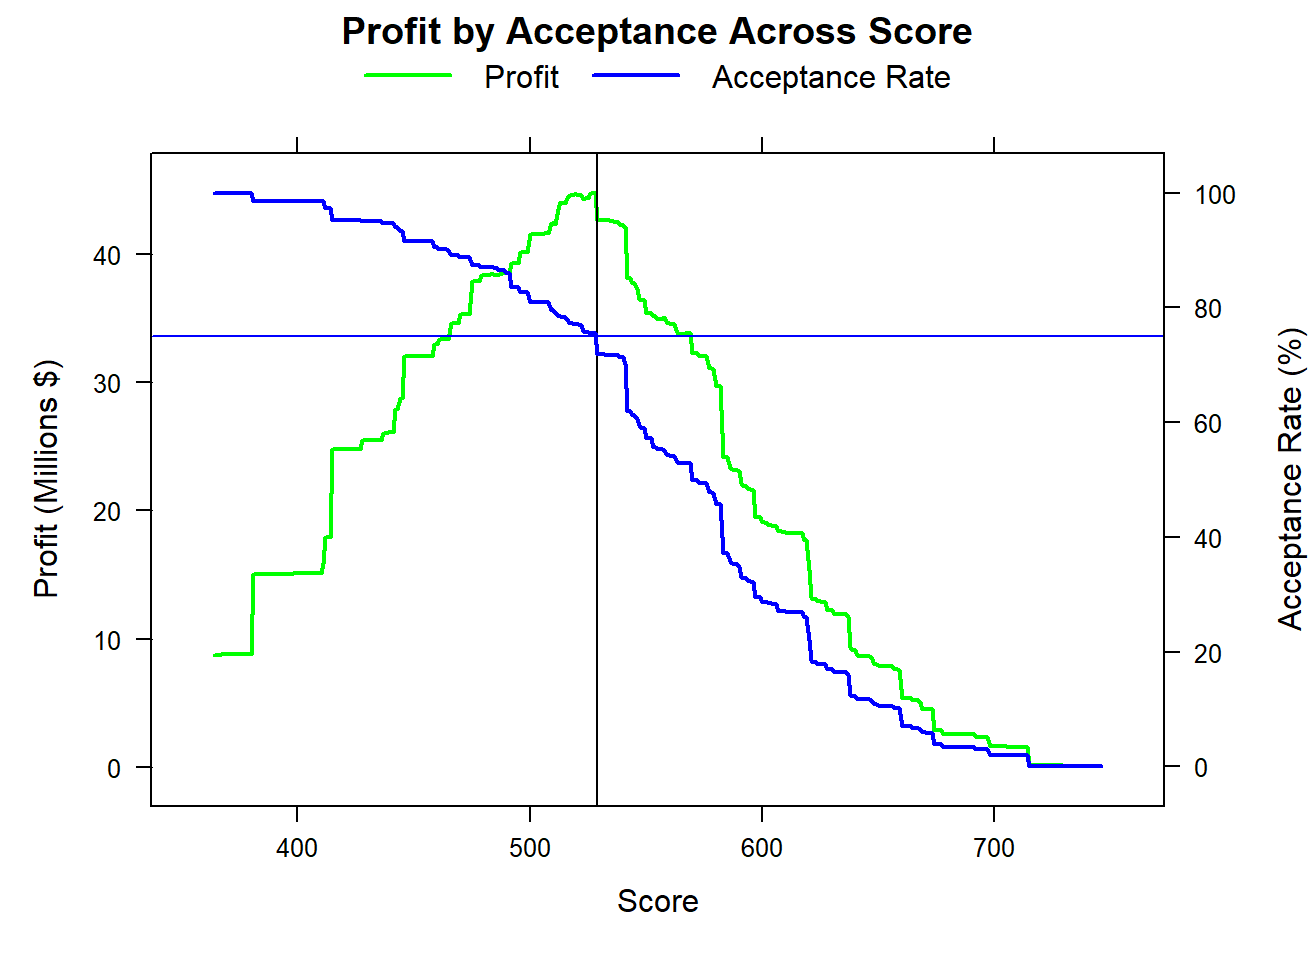 Profit by Acceptance Across Score
Profit Acceptance Rate
40
30
20
10
0
Profit (Millions $)
100
80
60
40
20
0
Acceptance Rate (%)
400 500 600 700
Score